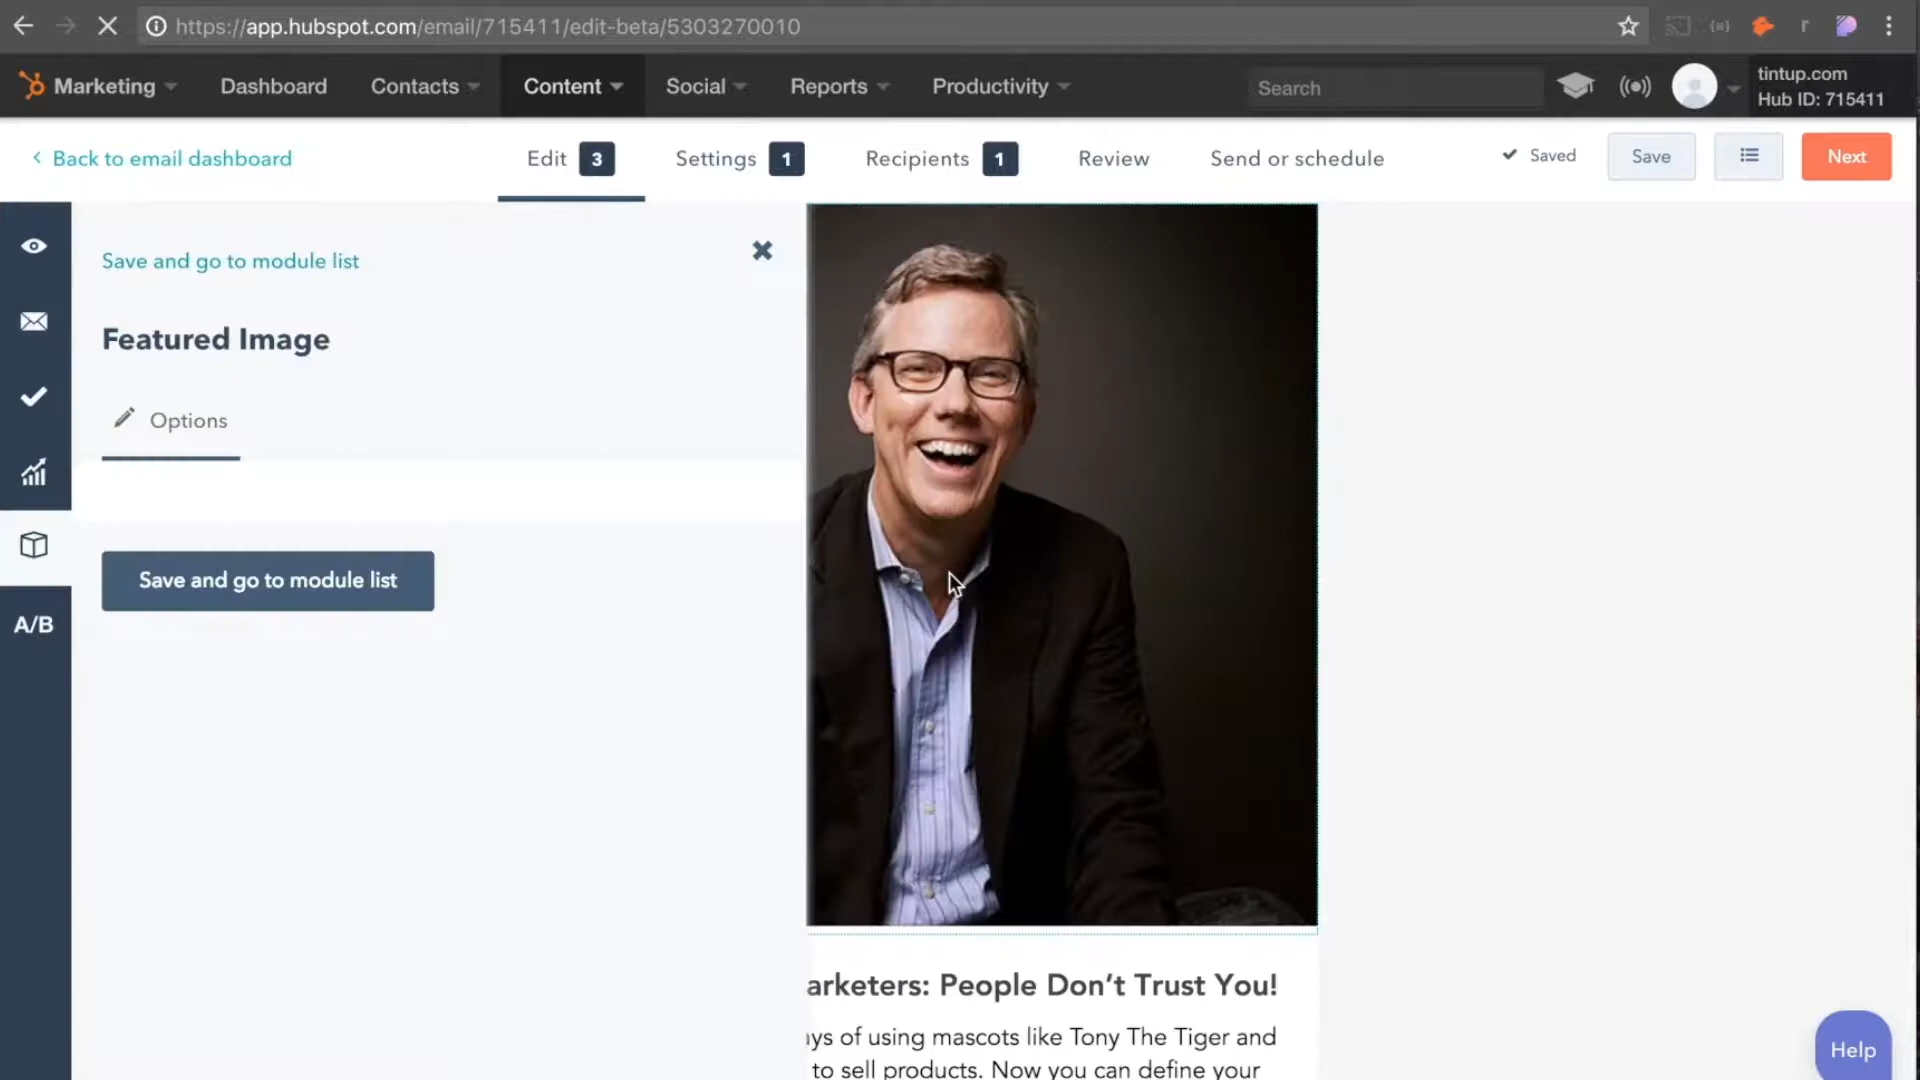 https://app.hubspot.com/email/715411/edit-beta/5303270010
Marketing Dashboard Contacts Content Social Reports Productivity Search tintup.com
Hub ID: 715411
Back to email dashboard Edit 3 Settings 1 Recipients 1 Review Send or schedule Saved Save Next
Save and go to module list
Featured Image
Options
Save and go to module list
A/B
arketers: People Don’t Trust You!
ys of using mascots like Tony The Tiger and
to sell products. Now you can define your
Help